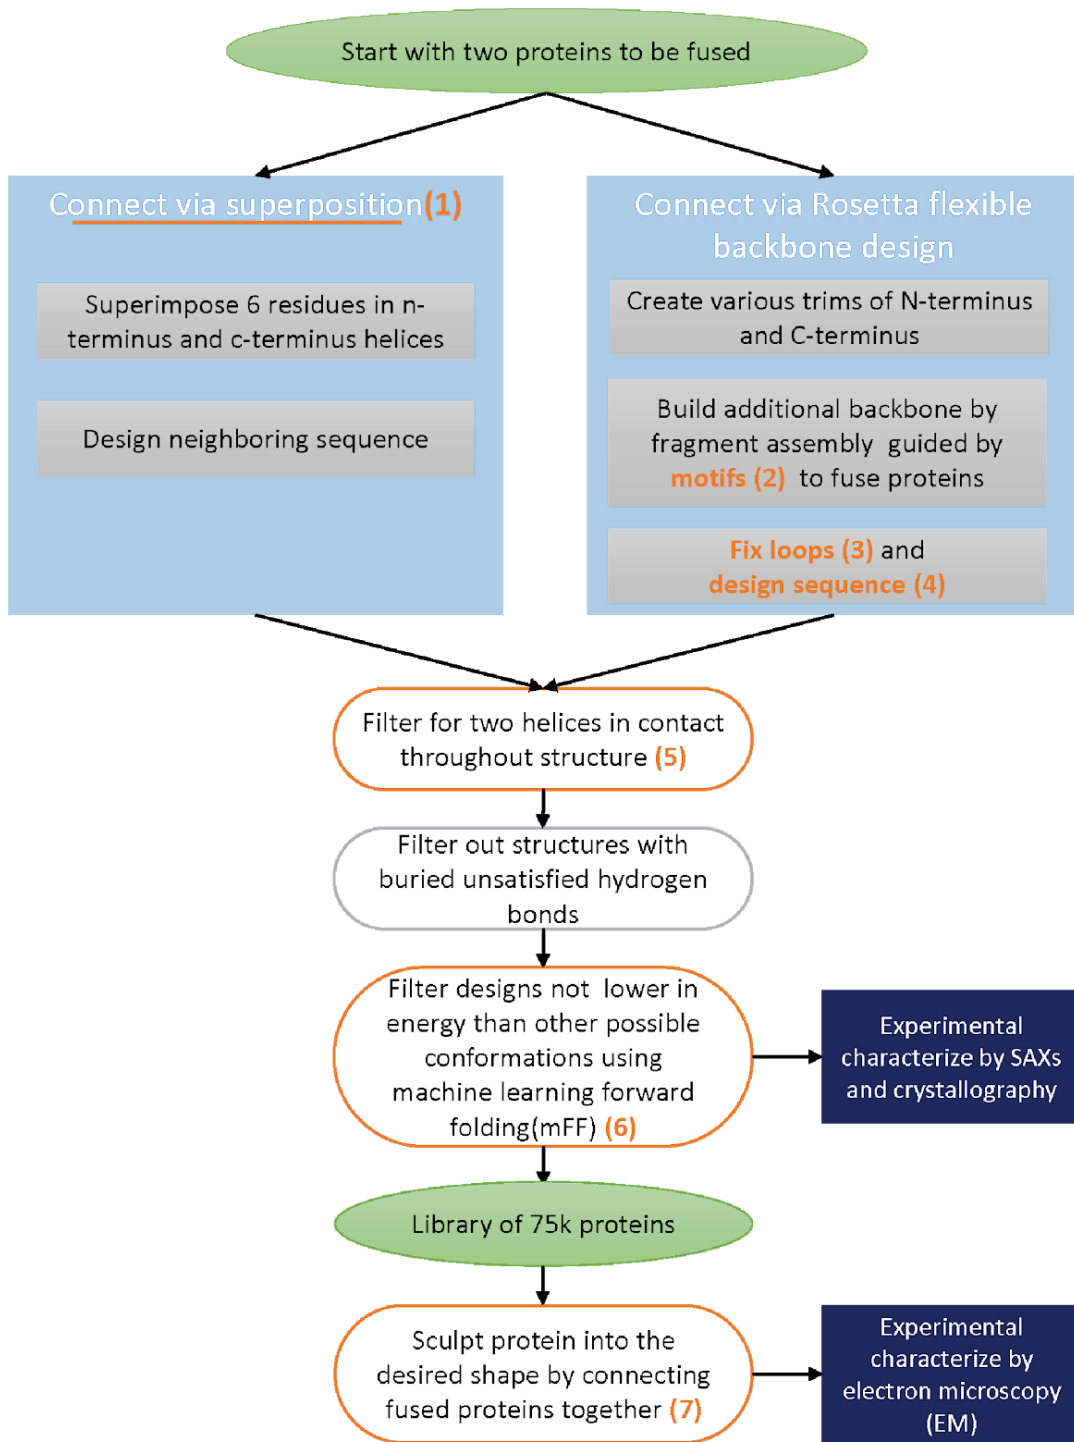 Start with two proteins to be fused
Connect via superposition(1)
Superimpose 6 residues in n-
terminus and c-terminus helices
Design neighboring sequence
Connect via Rosetta flexible
backbone design
Create various trims of N-terminus
and C-terminus
Build additional backbone by
fragment assembly guided by
motifs (2) to fuse proteins
Fix loops (3) and
design sequence (4)
Filter for two helices in contact
throughout structure (5)
Filter out structures with
buried unsatisfied hydrogen
bonds
Filter designs not lower in
energy than other possible
conformations using
machine learning forward
folding(mFF) (6)
Experimental
characterize by SAXs
and crystallography
Library of 75k proteins
Sculpt protein into the
desired shape by connecting
fused proteins together (7)
Experimental
characterize by
electron microscopy
(EM)